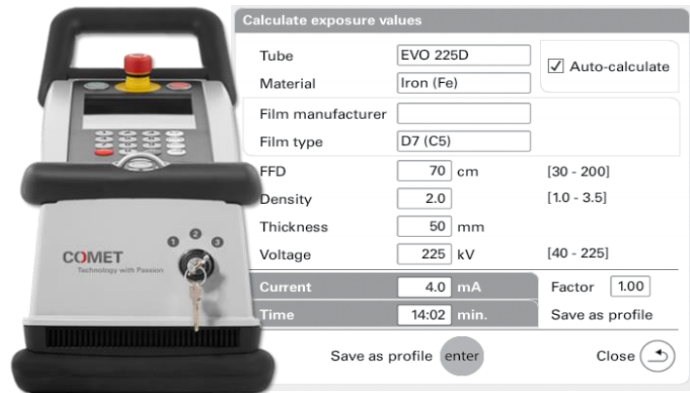 Calculate exposure values
Tube EVO 225D Auto-calculate
Material Iron (Fe)
Film manufacturer
Film type D7 (C5)
FFD 70 cm [30 - 200]
Density 2.0 [1.0 - 3.5]
Thickness 50 mm
Voltage 225 kV [40 - 225]
Current 4.0 mA Factor 1.00
Time 14:02 min. Save as profile
Save as profile enter Close
1 2 3
COMET
Technology with Passion